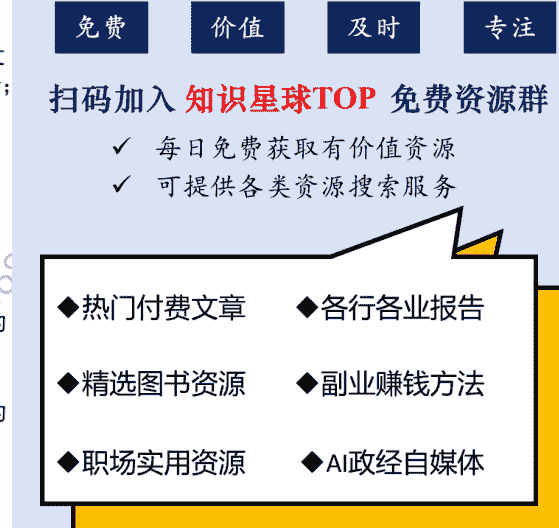 免费 价值 及时 专注
扫码加入 知识星球TOP 免费资源群
✓ 每日免费获取有价值资源
✓ 可提供各类资源搜索服务
◆热门付费文章 ◆各行各业报告
◆精选图书资源 ◆副业赚钱方法
◆职场实用资源 ◆AI政经自媒体
的
的